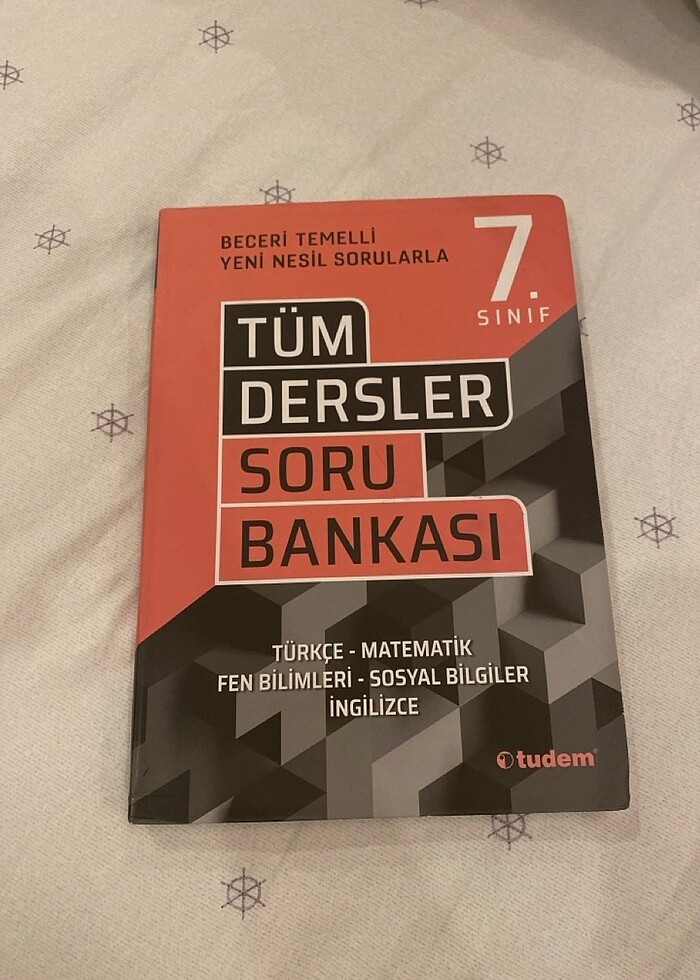 BECERİ TEMELLİ
YENİ NESİL SORULARLA
7.
SINIF
TÜM
DERSLER
SORU
BANKASI
TÜRKÇE - MATEMATİK
FEN BİLİMLERİ - SOSYAL BİLGİLER
İNGİLİZCE
tudem